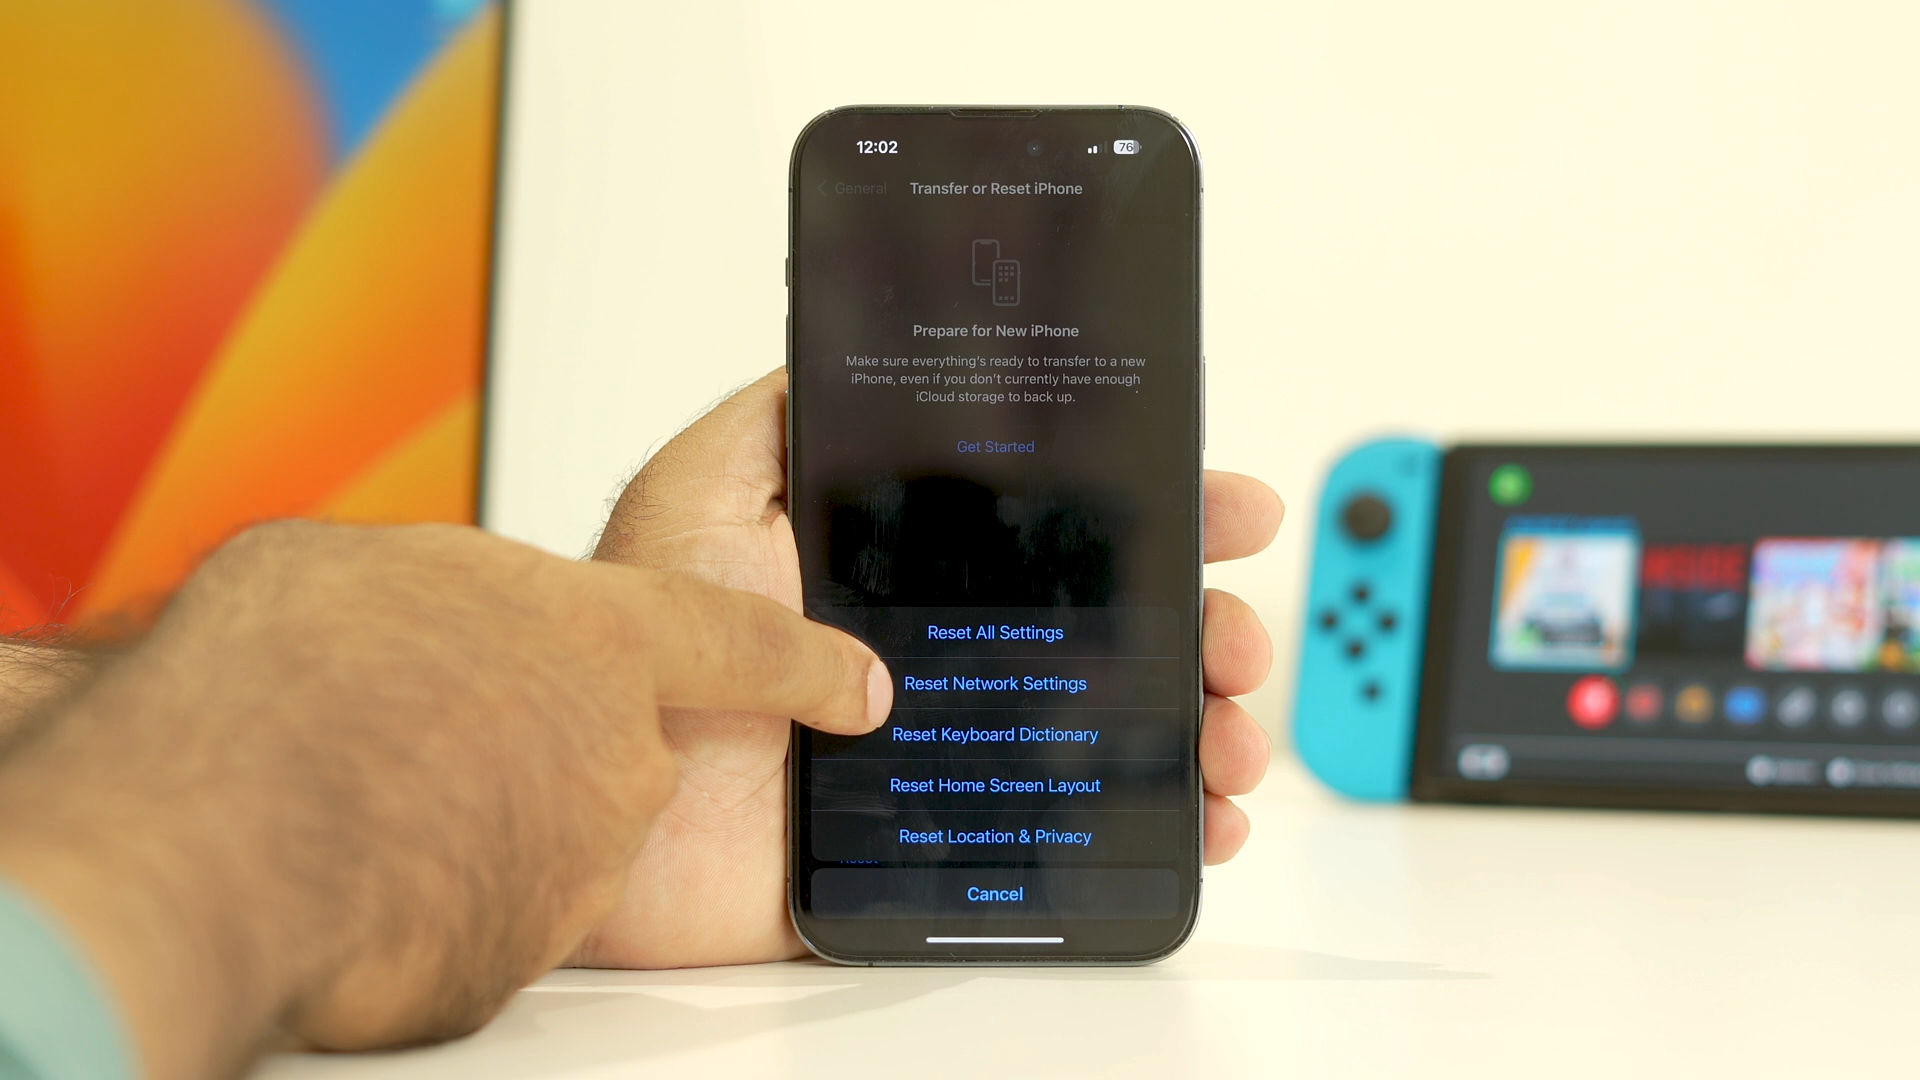 12:02
76
General
Transfer or Reset iPhone
Prepare for New iPhone
Make sure everything's ready to transfer to a new
iPhone, even if you don't currently have enough
iCloud storage to back up.
Get Started
Reset All Settings
Reset Network Settings
Reset Keyboard Dictionary
Reset Home Screen Layout
Reset Location & Privacy
Reset
Cancel
INSIDE